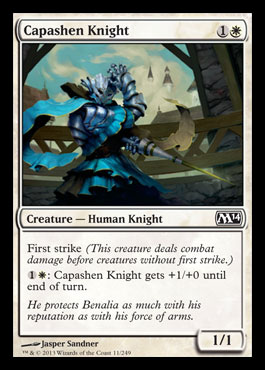 Capashen Knight 1
Creature — Human Knight M14
First strike (This creature deals combat
damage before creatures without first strike.)
1 : Capashen Knight gets +1/+0 until
end of turn.
He protects Benalia as much with his
reputation as with his force of arms.
1/1
Jasper Sandner
™ & © 2013 Wizards of the Coast 11/249